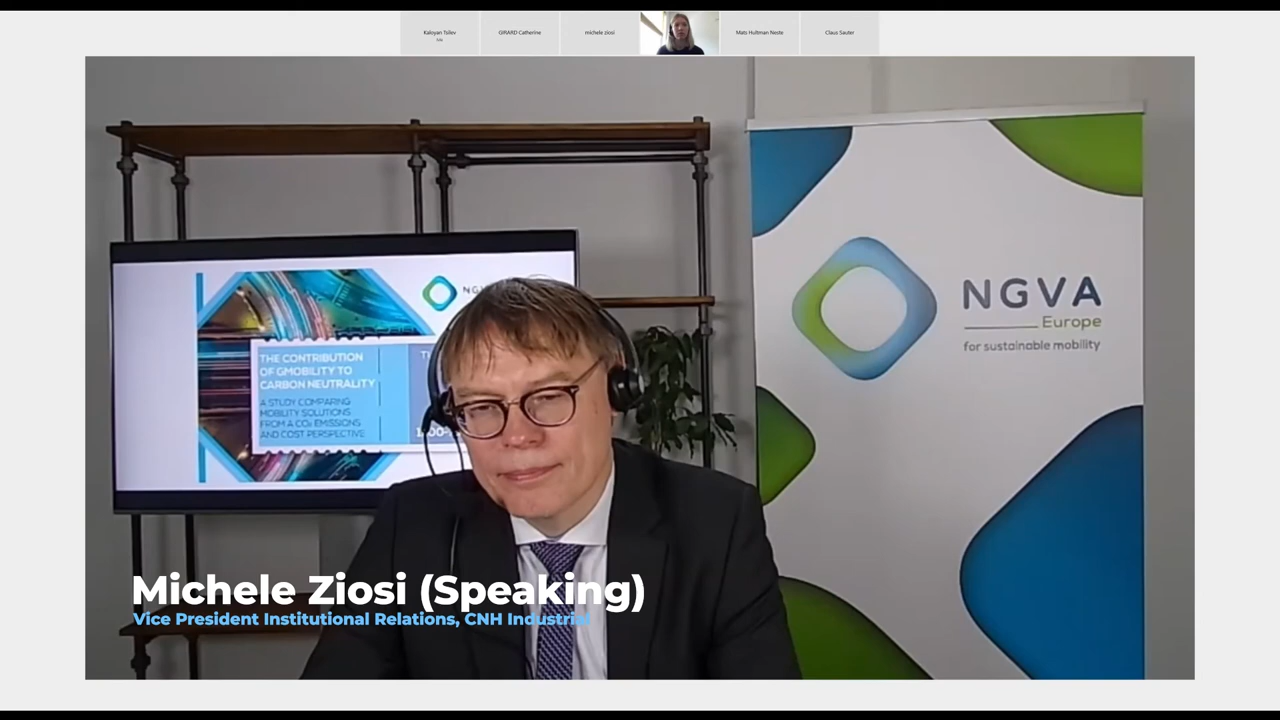 Kaloyan Tollev
GIRARD Catherine
michele ziosi
Mats Hultman Neste
Claus Sauter
NGVA
Europe
for sustainable mobility
THE CONTRIBUTION
OF GMOBILITY TO
CARBON NEUTRALITY
A STUDY COMPARING
MOBILITY SOLUTIONS
FROM A CO₂ EMISSIONS
AND COST PERSPECTIVE
Michele Ziosi (Speaking)
Vice President Institutional Relations, CNH Industrial